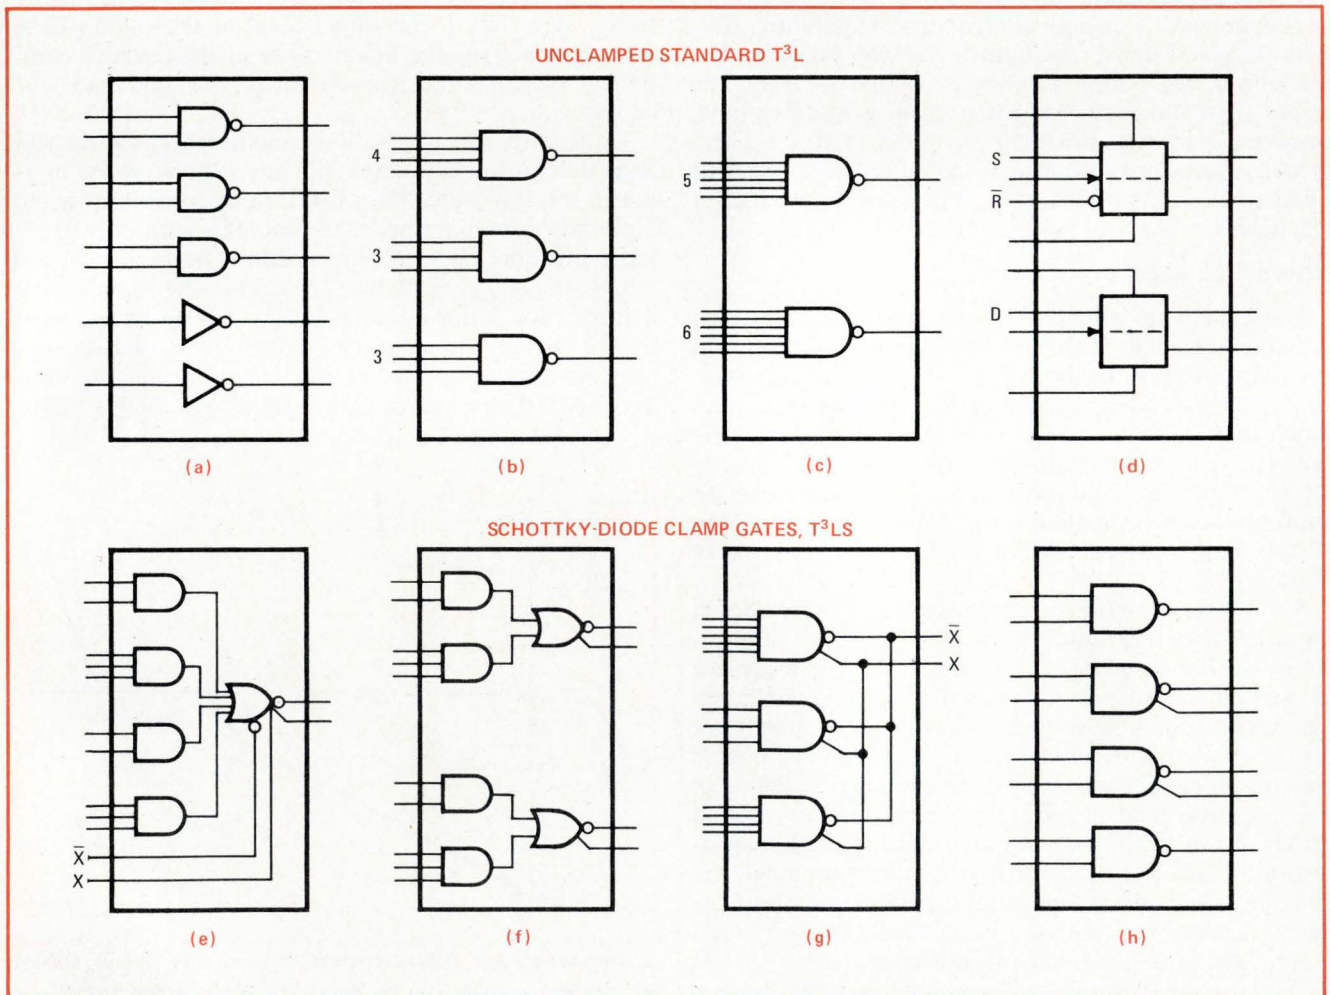 UNCLAMPED STANDARD T³L
4
3
3
5
6
S
R̅
D
(a)
(b)
(c)
(d)
SCHOTTKY-DIODE CLAMP GATES, T³LS
X̅
X
X̅
X
(e)
(f)
(g)
(h)